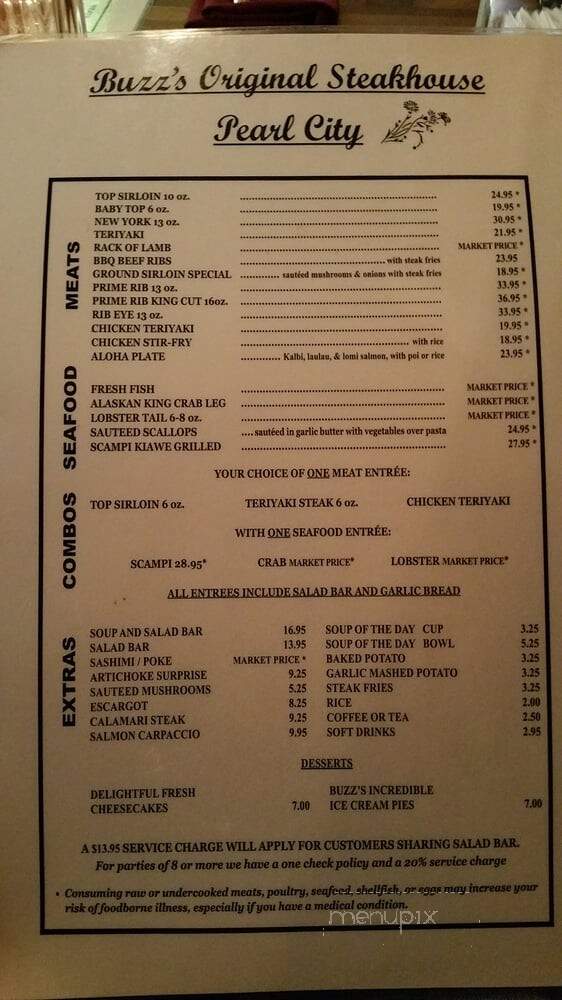 Buzz's Original Steakhouse
Pearl City
MEATS
TOP SIRLOIN 10 oz. 24.95 *
BABY TOP 6 oz. 19.95 *
NEW YORK 13 oz. 30.95 *
TERIYAKI 21.95 *
RACK OF LAMB MARKET PRICE *
BBQ BEEF RIBS with steak fries 23.95
GROUND SIRLOIN SPECIAL sautéed mushrooms & onions with steak fries 18.95 *
PRIME RIB 13 oz. 33.95 *
PRIME RIB KING CUT 16oz. 36.95 *
RIB EYE 13 oz. 33.95 *
CHICKEN TERIYAKI 19.95 *
CHICKEN STIR-FRY with rice 18.95 *
ALOHA PLATE Kalbi, laulau, & lomi salmon, with poi or rice 23.95 *
SEAFOOD
FRESH FISH MARKET PRICE *
ALASKAN KING CRAB LEG MARKET PRICE *
LOBSTER TAIL 6-8 oz. MARKET PRICE *
SAUTEED SCALLOPS sautéed in garlic butter with vegetables over pasta 24.95 *
SCAMPI KIAWE GRILLED 27.95 *
COMBOS
YOUR CHOICE OF ONE MEAT ENTRÉE:
TOP SIRLOIN 6 oz. TERIYAKI STEAK 6 oz. CHICKEN TERIYAKI
WITH ONE SEAFOOD ENTRÉE:
SCAMPI 28.95* CRAB MARKET PRICE* LOBSTER MARKET PRICE*
ALL ENTREES INCLUDE SALAD BAR AND GARLIC BREAD
EXTRAS
SOUP AND SALAD BAR 16.95 SOUP OF THE DAY CUP 3.25
SALAD BAR 13.95 SOUP OF THE DAY BOWL 5.25
SASHIMI / POKE MARKET PRICE * BAKED POTATO 3.25
ARTICHOKE SURPRISE 9.25 GARLIC MASHED POTATO 3.25
SAUTEED MUSHROOMS 5.25 STEAK FRIES 3.25
ESCARGOT 8.25 RICE 2.00
CALAMARI STEAK 9.25 COFFEE OR TEA 2.50
SALMON CARPACCIO 9.95 SOFT DRINKS 2.95
DESSERTS
DELIGHTFUL FRESH BUZZ'S INCREDIBLE
CHEESECAKES 7.00 ICE CREAM PIES 7.00
A $13.95 SERVICE CHARGE WILL APPLY FOR CUSTOMERS SHARING SALAD BAR.
For parties of 8 or more we have a one check policy and a 20% service charge
• Consuming raw or undercooked meats, poultry, seafood, shellfish, or eggs may increase your
risk of foodborne illness, especially if you have a medical condition.
menupix